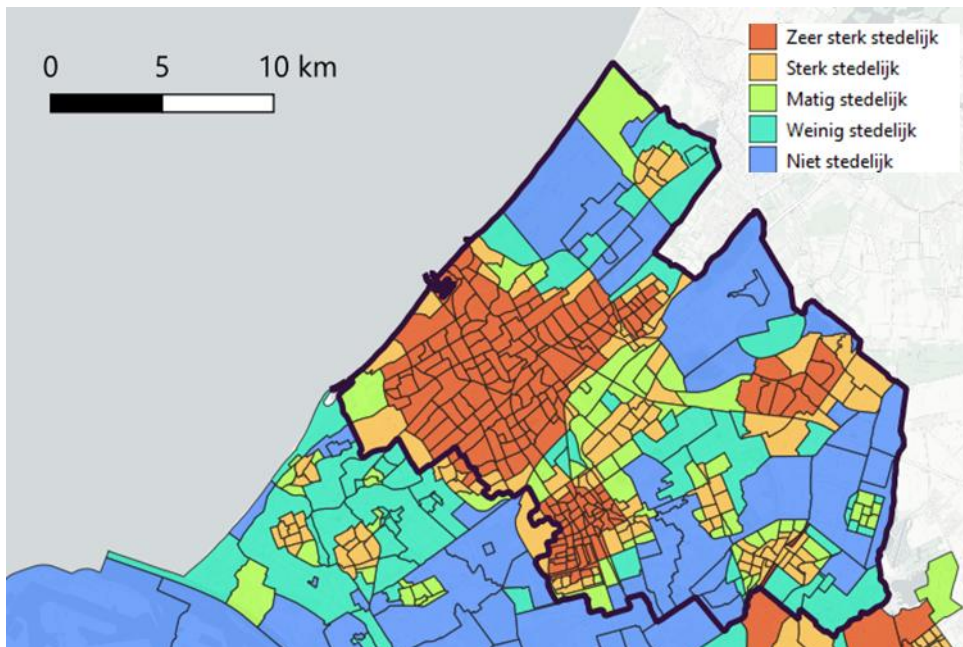 0 5 10 km
Zeer sterk stedelijk
Sterk stedelijk
Matig stedelijk
Weinig stedelijk
Niet stedelijk